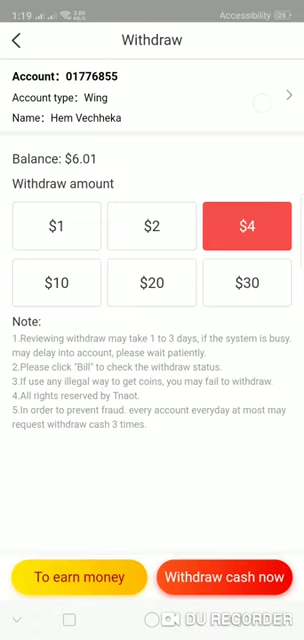 1:19
Accessibility
Withdraw
Account: 01776855
Account type: Wing
Name: Hem Vechheka
Balance: $6.01
Withdraw amount
$1 $2 $4
$10 $20 $30
Note:
1.Reviewing withdraw may take 1 to 3 days, if the system is busy.
may delay into account, please wait patiently.
2.Please click "Bill" to check the withdraw status.
3.If use any illegal way to get coins, you may fail to withdraw.
4.All rights reserved by Tnaot.
5.In order to prevent fraud. every account everyday at most may
request withdraw cash 3 times.
To earn money Withdraw cash now
DU RECORDER